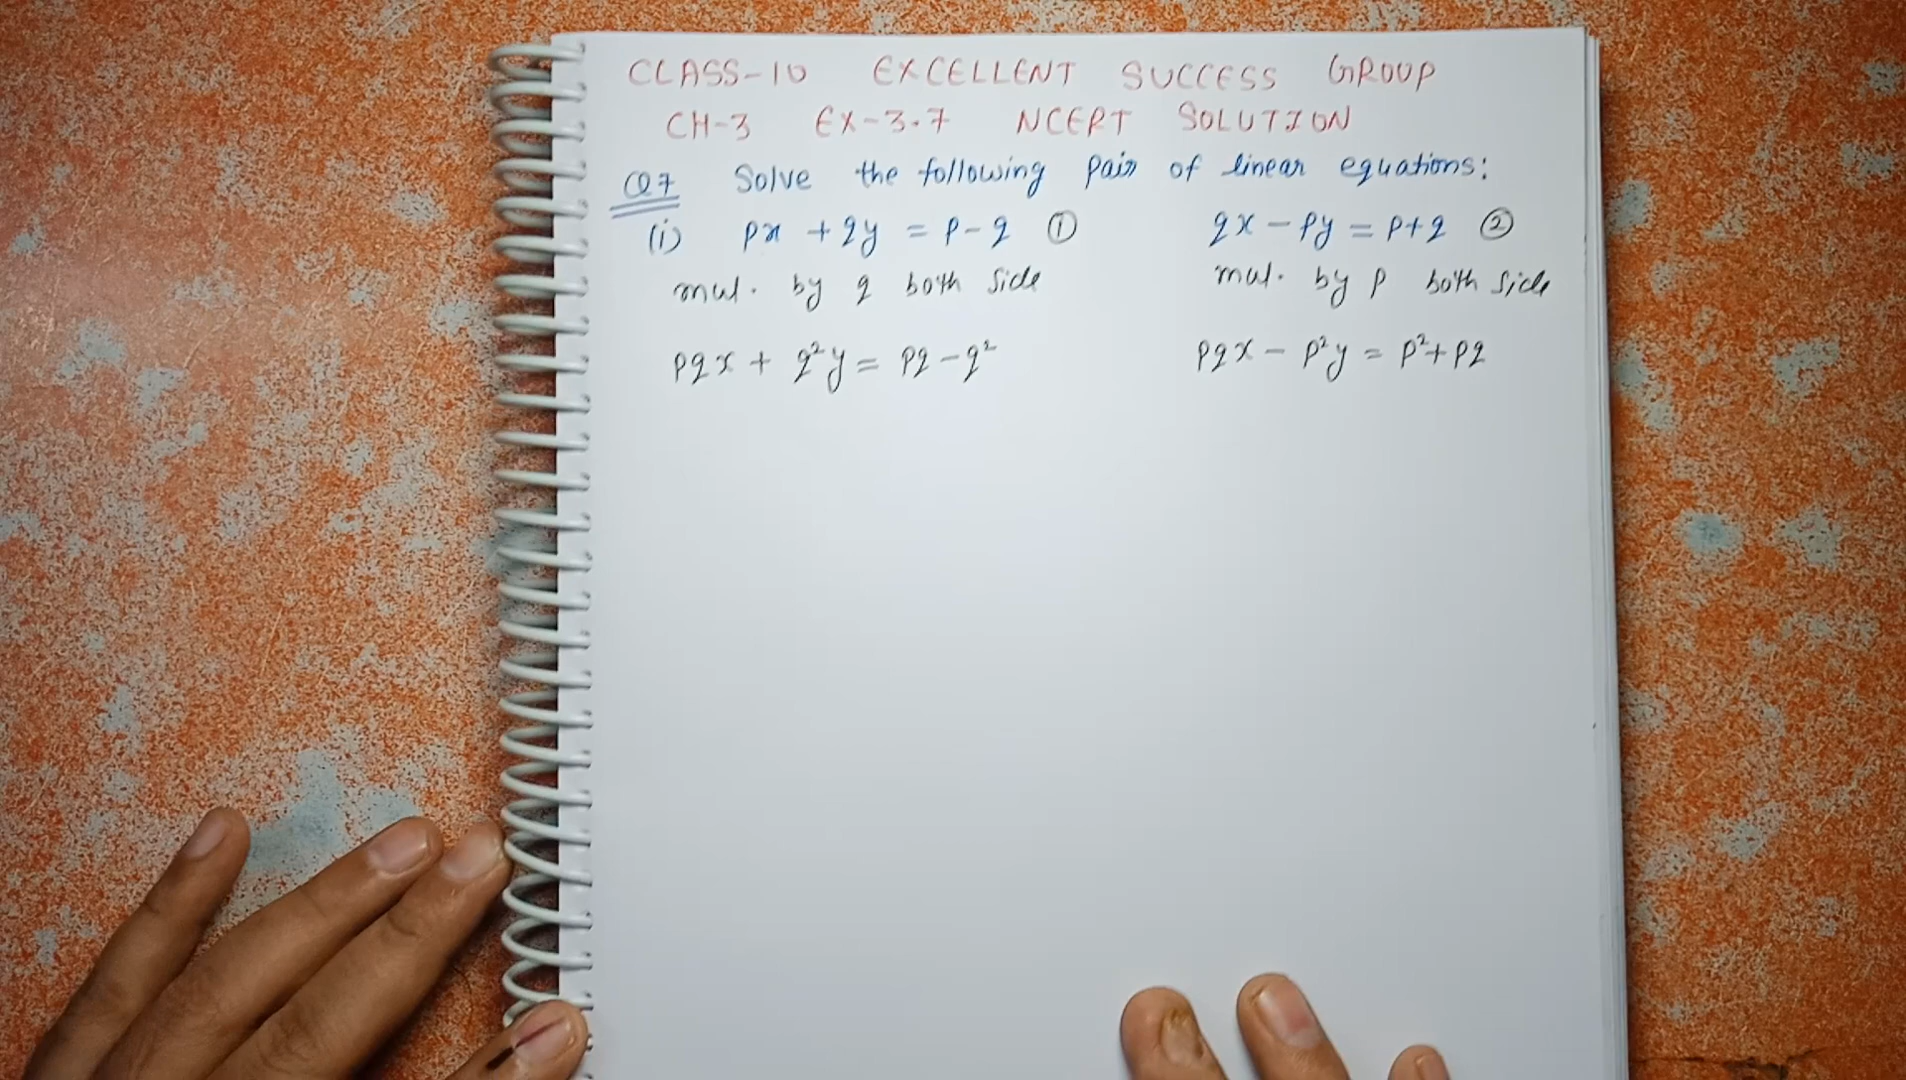 CLASS-10 EXCELLENT SUCCESS GROUP
CH-3 EX-3.7 NCERT SOLUTION
Q7 Solve the following pair of linear equations:
(i) px + qy = p - q ① qx - py = p + q ②
mul. by q both side mul. by p both side
pqx + q²y = pq - q² pqx - p²y = p² + pq